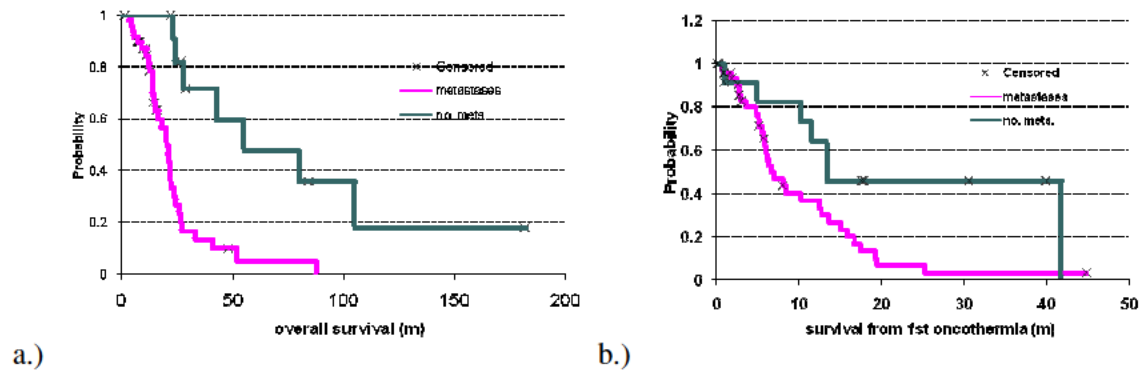 1
0.8
0.6
0.4
0.2
0
Probability
Censored
metastases
no. mets.
0
50
100
150
200
overall survival (m)
a.)
1.2
1
0.8
0.6
0.4
0.2
0
Probability
Censored
metastases
no. mets.
0
10
20
30
40
50
survival from 1st oncothermia (m)
b.)